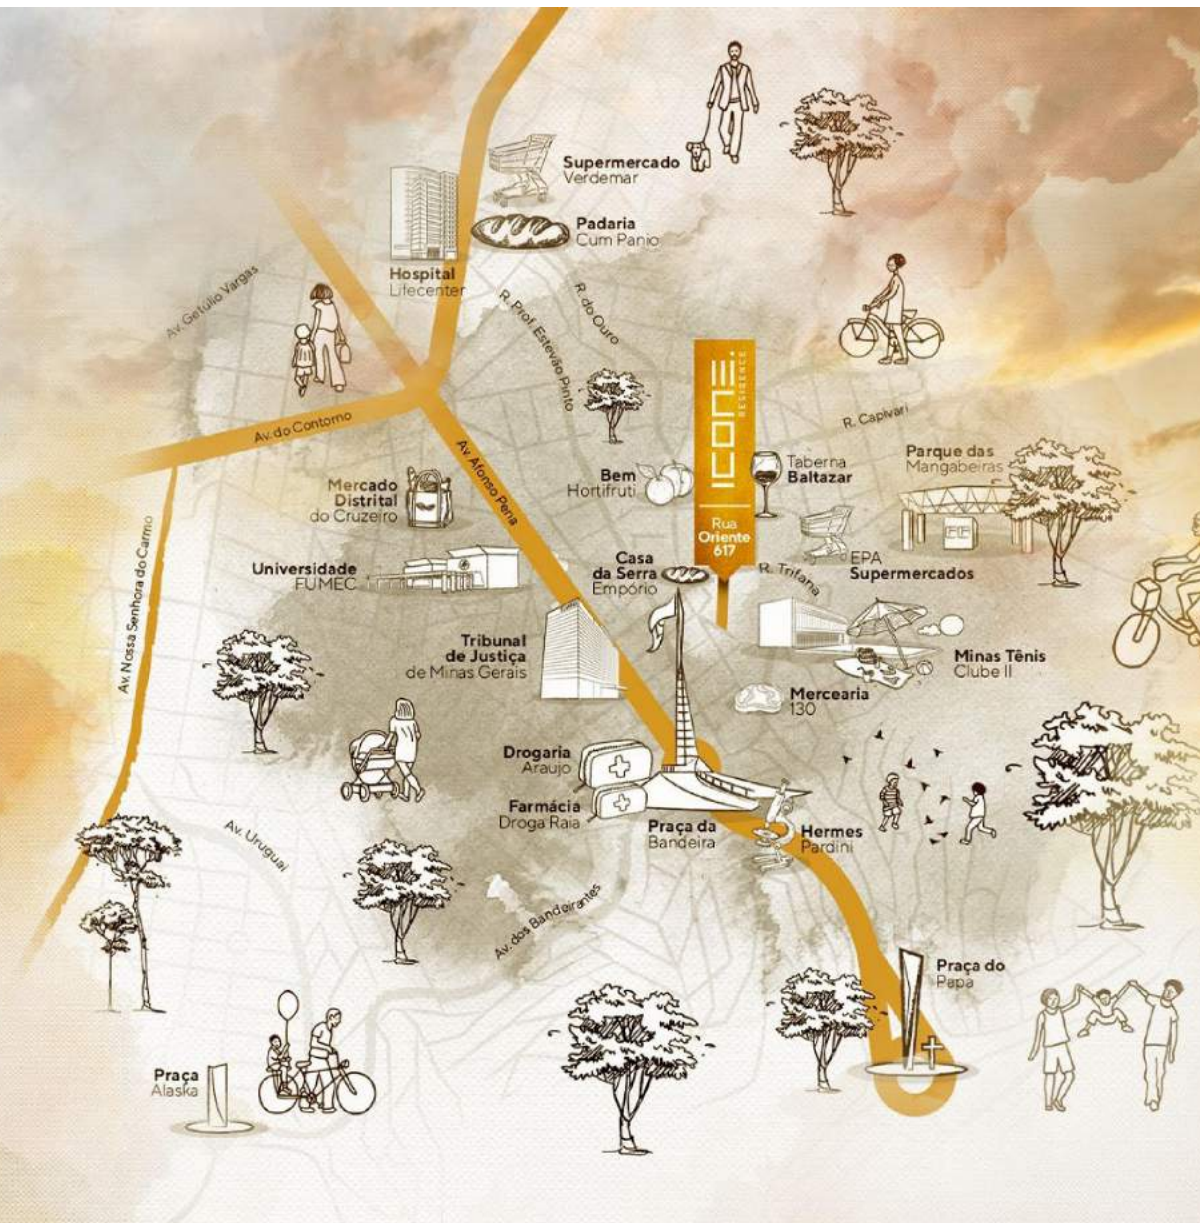 Supermercado
Verdemar
Padaria
Cum Panio
Hospital
Lifecenter
Av. Getúlio Vargas
R. Prof. Estevão Pinto
R. do Ouro
ICONE.
RESIDENCE
Rua
Oriente
617
R. Capivari
Av. do Contorno
Av. Afonso Pena
Mercado
Distrital
do Cruzeiro
Bem
Hortifruti
Taberna
Baltazar
Parque das
Mangabeiras
Av. Nossa Senhora do Carmo
Universidade
FUMEC
Casa
da Serra
Empório
R. Trifana
EPA
Supermercados
Tribunal
de Justiça
de Minas Gerais
Minas Tênis
Clube II
Mercearia
130
Drogaria
Araujo
Farmácia
Droga Raia
Praça da
Bandeira
Hermes
Pardini
Av. Uruguai
Av. dos Bandeirantes
Praça do
Papa
Praça
Alaska